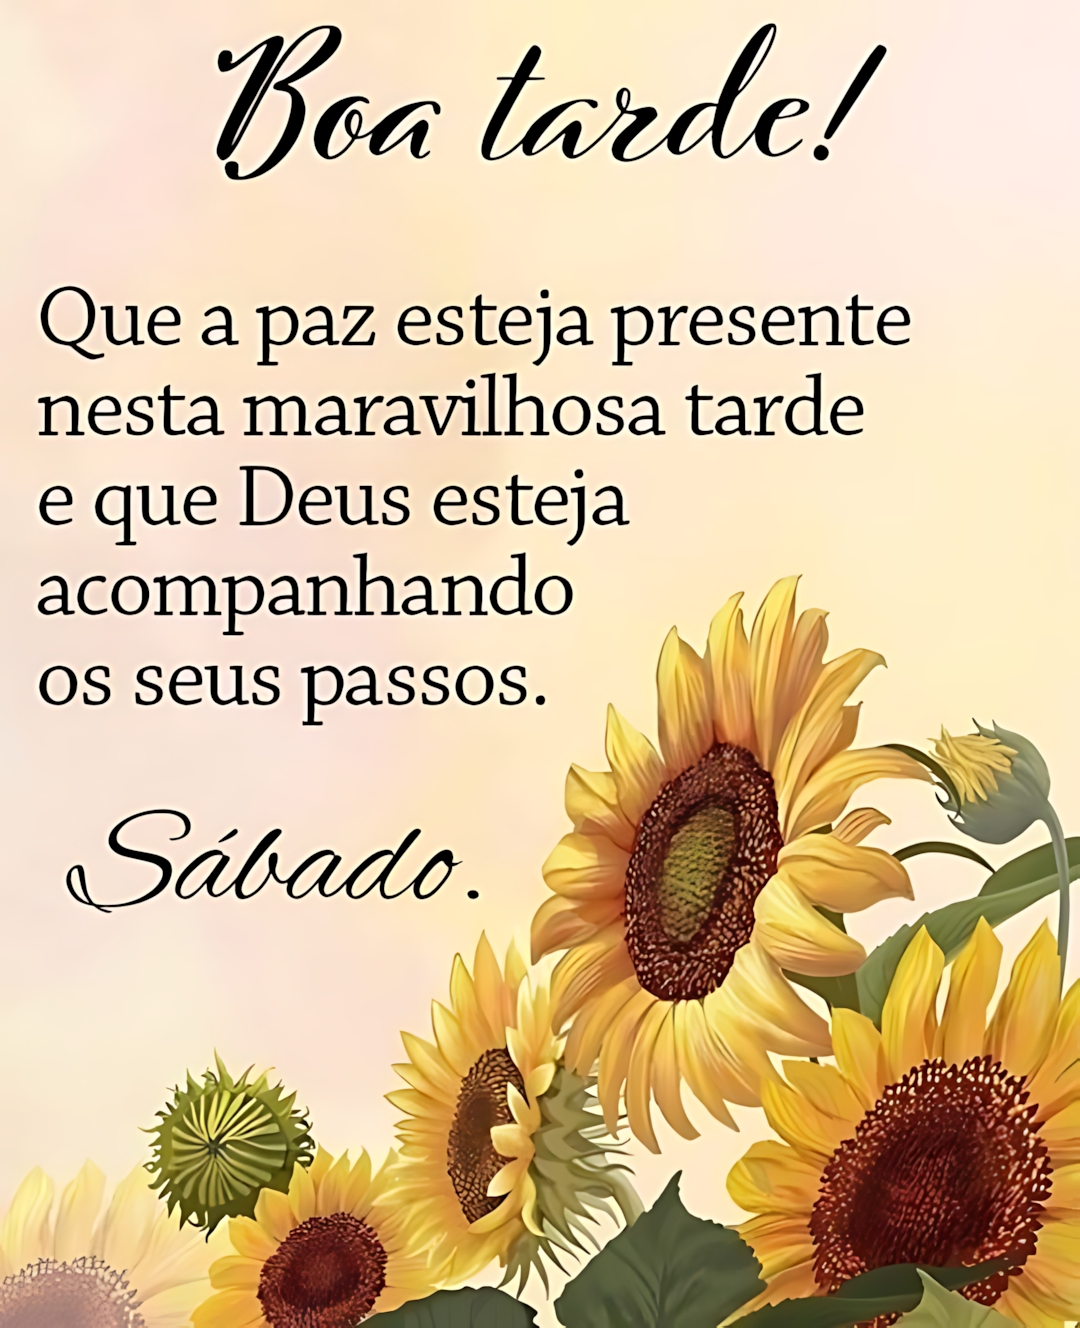 Boa tarde!
Que a paz esteja presente
nesta maravilhosa tarde
e que Deus esteja
acompanhando
os seus passos.
Sábado.